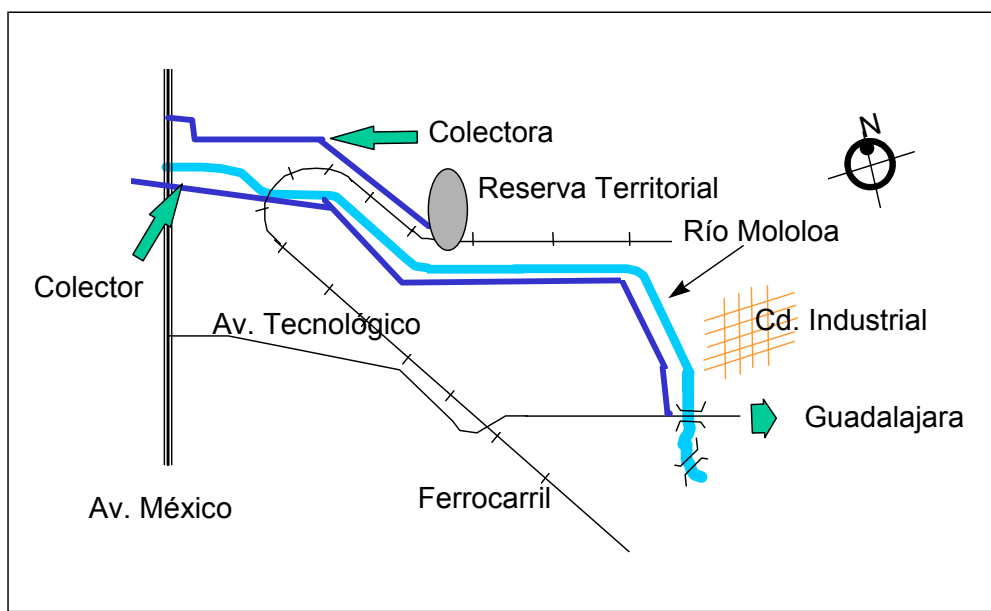 N
Colectora
Reserva Territorial
Río Mololoa
Colector
Av. Tecnológico
Cd. Industrial
Guadalajara
Ferrocarril
Av. México